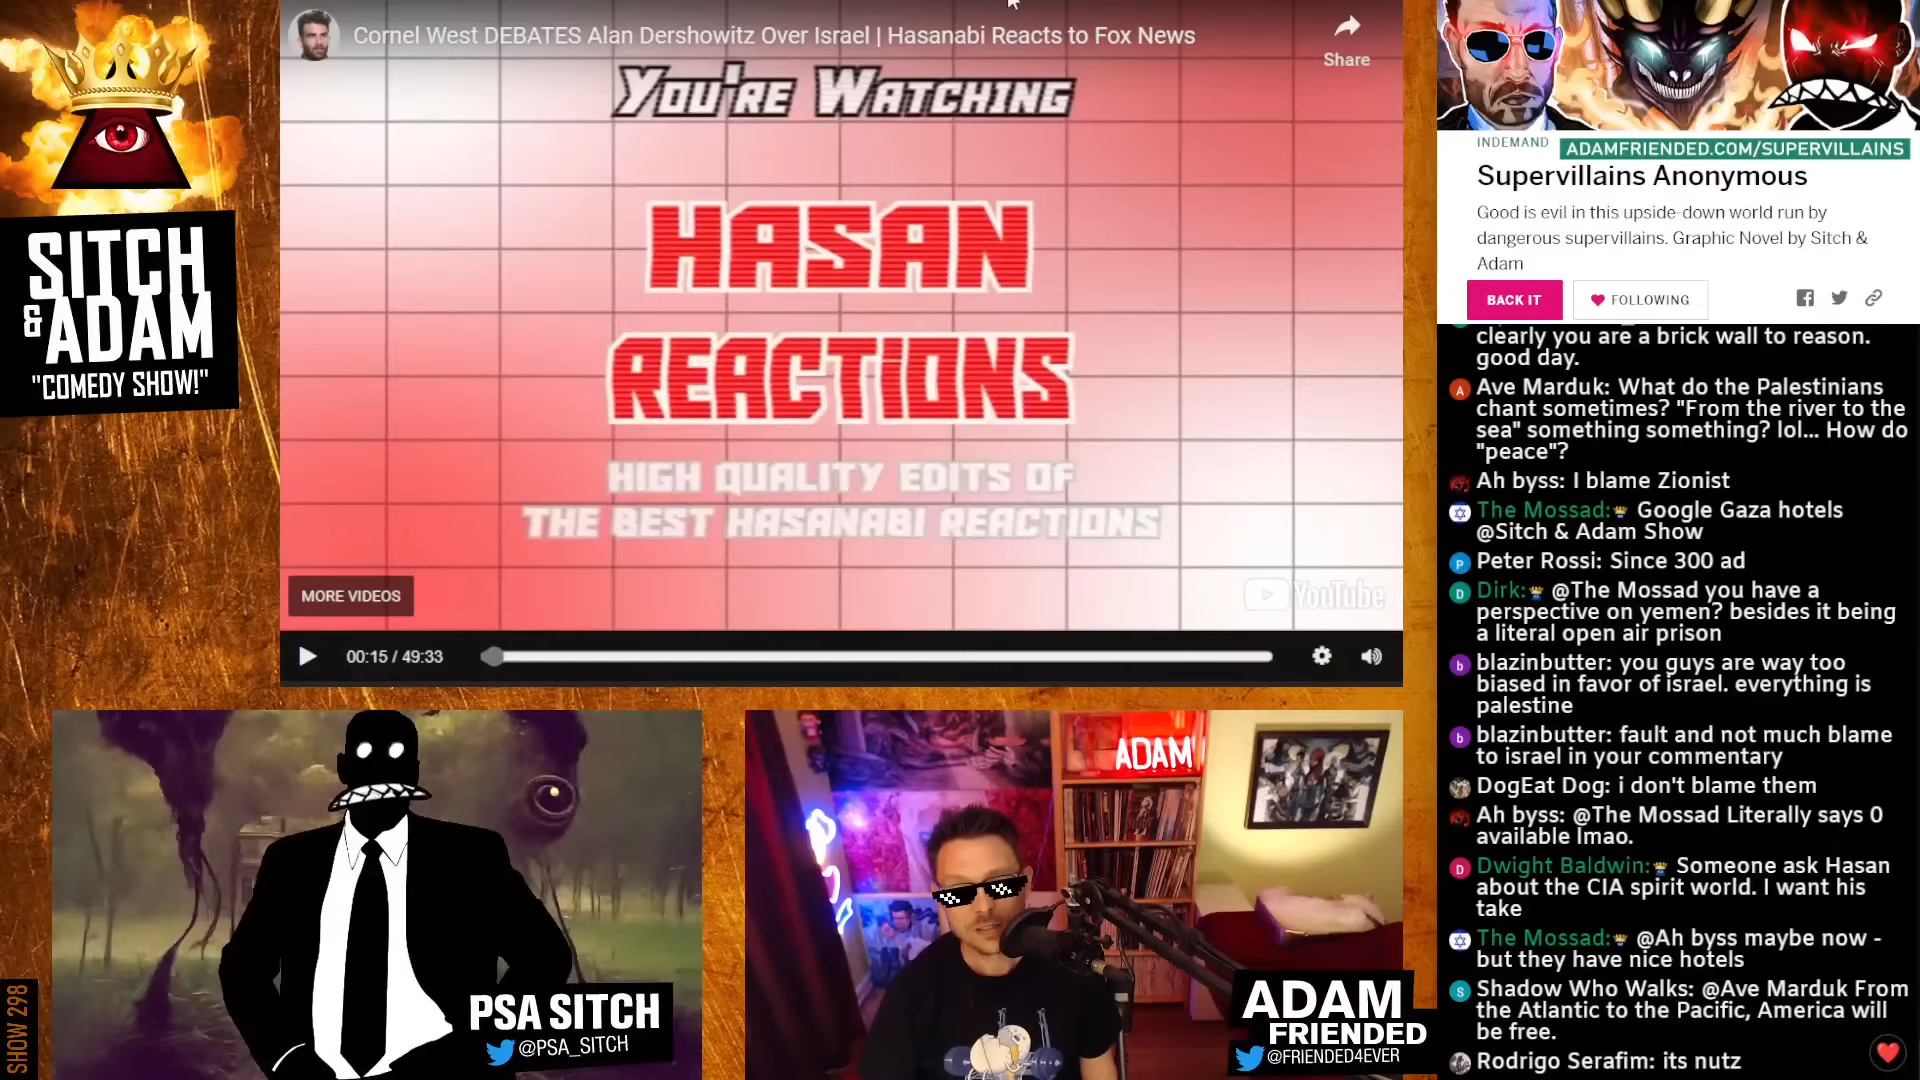 SITCH
& ADAM
"COMEDY SHOW!"
SHOW 298
Cornel West DEBATES Alan Dershowitz Over Israel | Hasanabi Reacts to Fox News
Share
YOU'RE WATCHING
HASAN
REACTIONS
HIGH QUALITY EDITS OF
THE BEST HASANABI REACTIONS
MORE VIDEOS
YouTube
00:15 / 49:33
PSA SITCH
@PSA_SITCH
ADAM
ADAM
FRIENDED
@FRIENDED4EVER
INDEMAND
ADAMFRIENDED.COM/SUPERVILLAINS
Supervillains Anonymous
Good is evil in this upside-down world run by
dangerous supervillains. Graphic Novel by Sitch &
Adam
BACK IT
FOLLOWING
clearly you are a brick wall to reason.
good day.
A Ave Marduk: What do the Palestinians
chant sometimes? "From the river to the
sea" something something? lol... How do
"peace"?
Ah byss: I blame Zionist
The Mossad: Google Gaza hotels
@Sitch & Adam Show
P Peter Rossi: Since 300 ad
D Dirk: @The Mossad you have a
perspective on yemen? besides it being
a literal open air prison
b blazinbutter: you guys are way too
biased in favor of israel. everything is
palestine
b blazinbutter: fault and not much blame
to israel in your commentary
DogEat Dog: i don't blame them
Ah byss: @The Mossad Literally says 0
available lmao.
D Dwight Baldwin: Someone ask Hasan
about the CIA spirit world. I want his
take
The Mossad: @Ah byss maybe now -
but they have nice hotels
S Shadow Who Walks: @Ave Marduk From
the Atlantic to the Pacific, America will
be free.
Rodrigo Serafim: its nutz